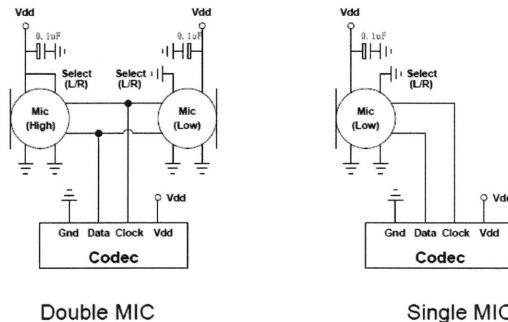 Vdd
Vdd
Vdd
0.1uF
0.1uF
0.1uF
Select
(L/R)
Select
(L/R)
Select
(L/R)
Mic
(High)
Mic
(Low)
Mic
(Low)
Vdd
Vdd
Gnd Data Clock Vdd
Gnd Data Clock Vdd
Codec
Codec
Double MIC
Single MIC